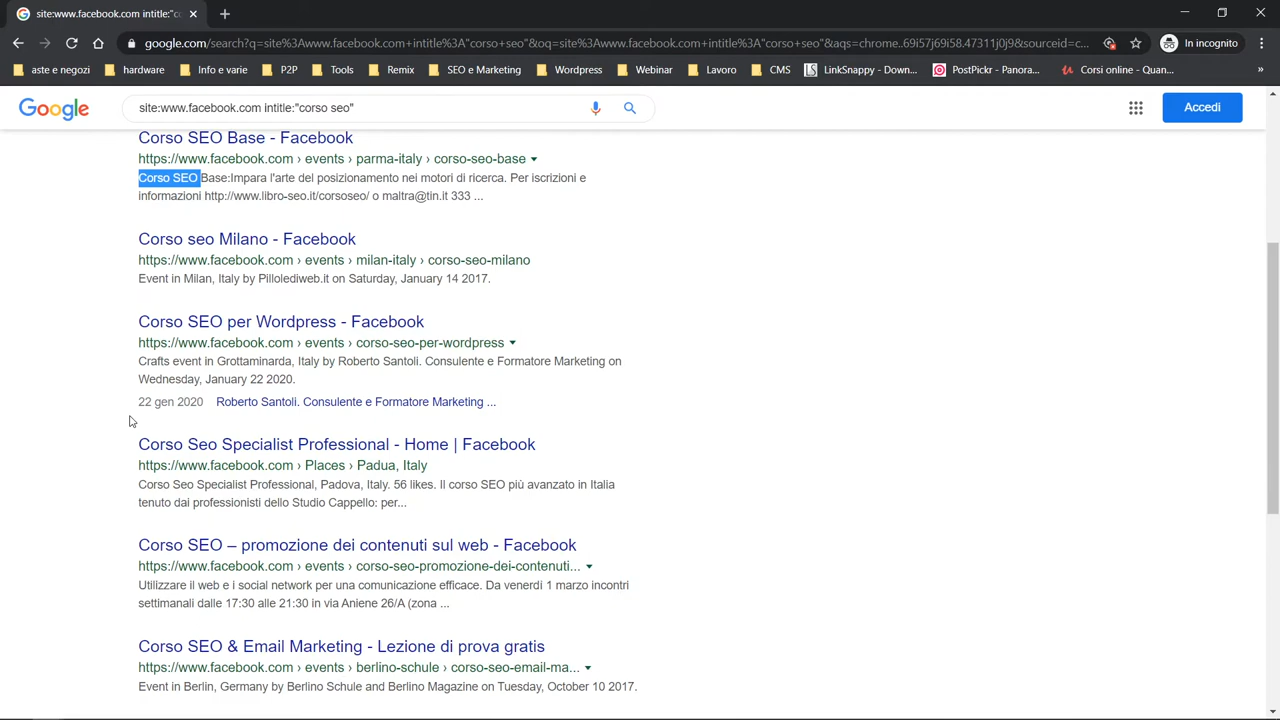 site:www.facebook.com intitle:"c
google.com/search?q=site%3Awww.facebook.com+intitle%3A"corso+seo"&oq=site%3Awww.facebook.com+intitle%3A"corso+seo"&aqs=chrome..69i57j69i58.47311j0j9&sourceid=c...
In incognito
aste e negozi
hardware
Info e varie
P2P
Tools
Remix
SEO e Marketing
Wordpress
Webinar
Lavoro
CMS
LinkSnappy - Down...
PostPickr - Panora...
Corsi online - Quan...
»
Google
site:www.facebook.com intitle:"corso seo"
Accedi
Corso SEO Base - Facebook
https://www.facebook.com › events › parma-italy › corso-seo-base
Corso SEO Base:Impara l'arte del posizionamento nei motori di ricerca. Per iscrizioni e
informazioni http://www.libro-seo.it/corsoseo/ o maltra@tin.it 333 ...
Corso seo Milano - Facebook
https://www.facebook.com › events › milan-italy › corso-seo-milano
Event in Milan, Italy by Pillolediweb.it on Saturday, January 14 2017.
Corso SEO per Wordpress - Facebook
https://www.facebook.com › events › corso-seo-per-wordpress
Crafts event in Grottaminarda, Italy by Roberto Santoli. Consulente e Formatore Marketing on
Wednesday, January 22 2020.
22 gen 2020 Roberto Santoli. Consulente e Formatore Marketing ...
Corso Seo Specialist Professional - Home | Facebook
https://www.facebook.com › Places › Padua, Italy
Corso Seo Specialist Professional, Padova, Italy. 56 likes. Il corso SEO più avanzato in Italia
tenuto dai professionisti dello Studio Cappello: per...
Corso SEO – promozione dei contenuti sul web - Facebook
https://www.facebook.com › events › corso-seo-promozione-dei-contenuti...
Utilizzare il web e i social network per una comunicazione efficace. Da venerdì 1 marzo incontri
settimanali dalle 17:30 alle 21:30 in via Aniene 26/A (zona ...
Corso SEO & Email Marketing - Lezione di prova gratis
https://www.facebook.com › events › berlino-schule › corso-seo-email-ma...
Event in Berlin, Germany by Berlino Schule and Berlino Magazine on Tuesday, October 10 2017.